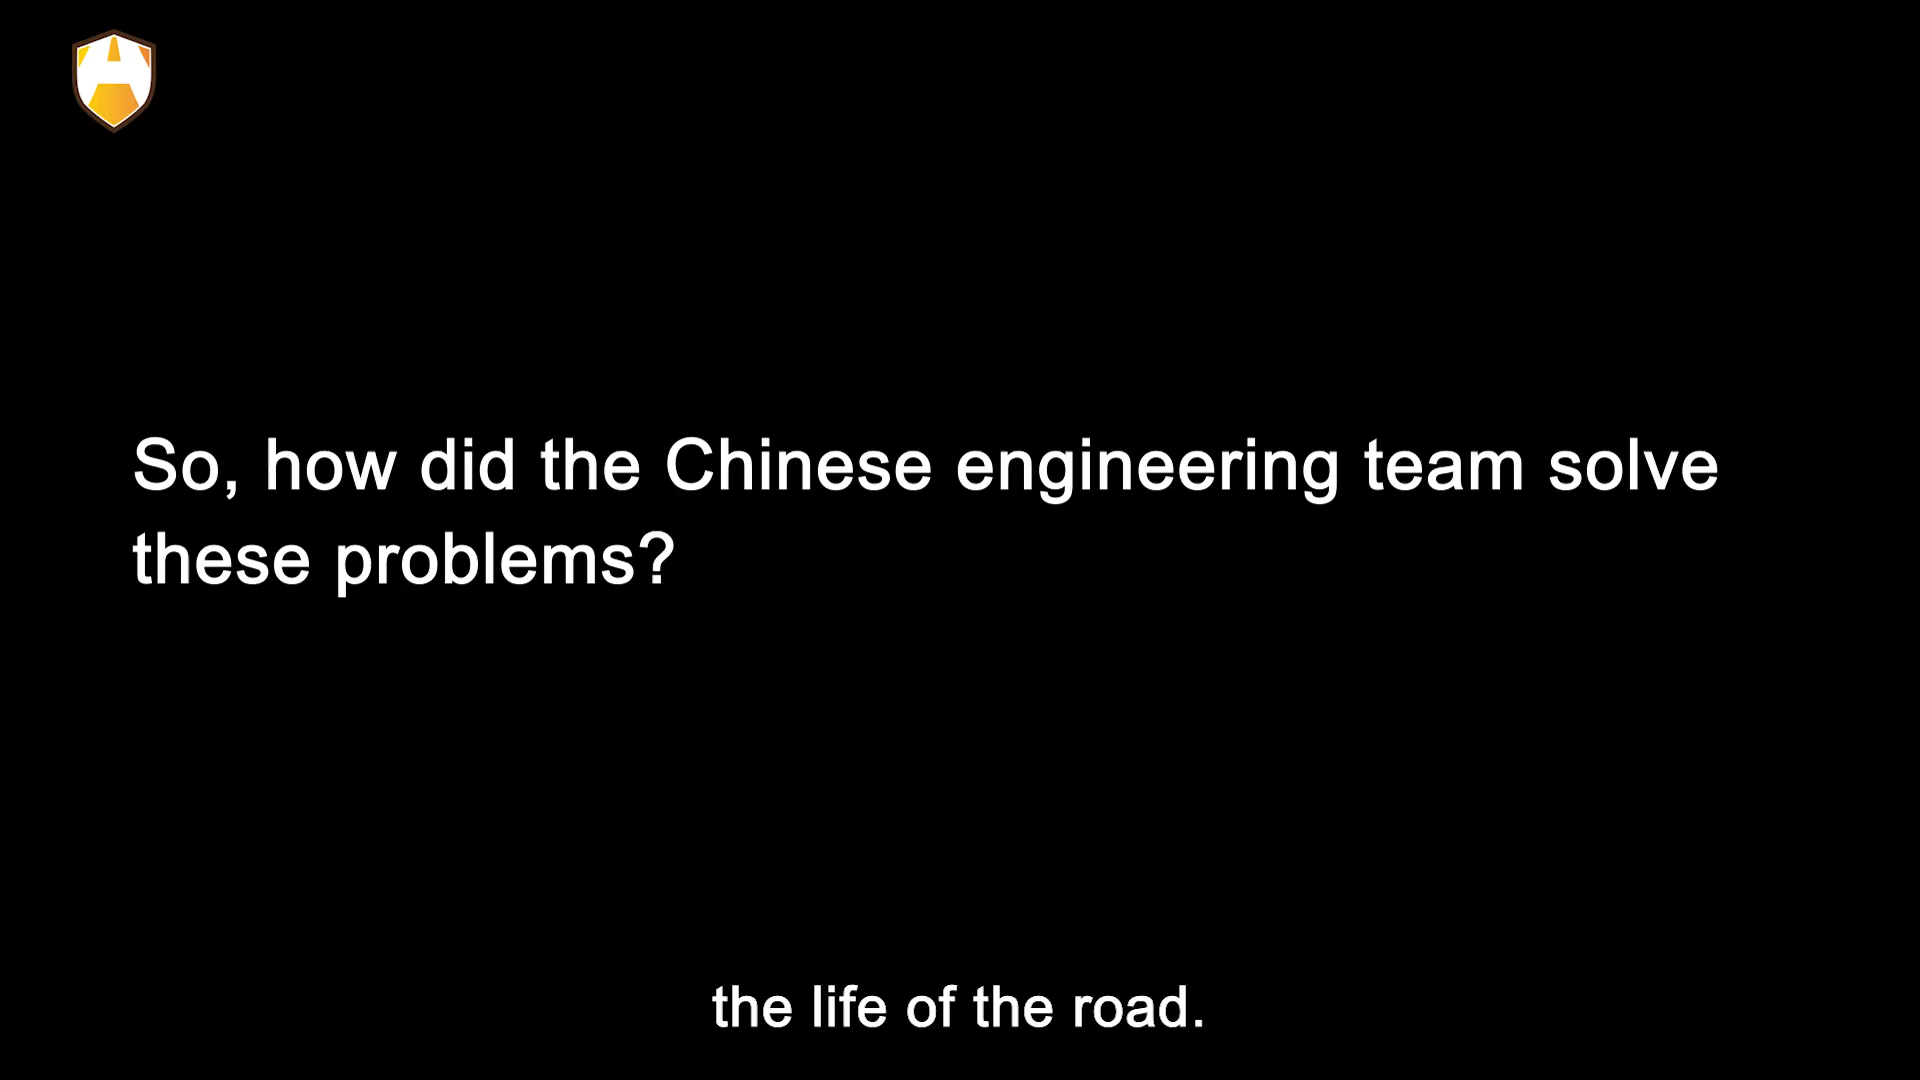 So, how did the Chinese engineering team solve
these problems?
the life of the road.